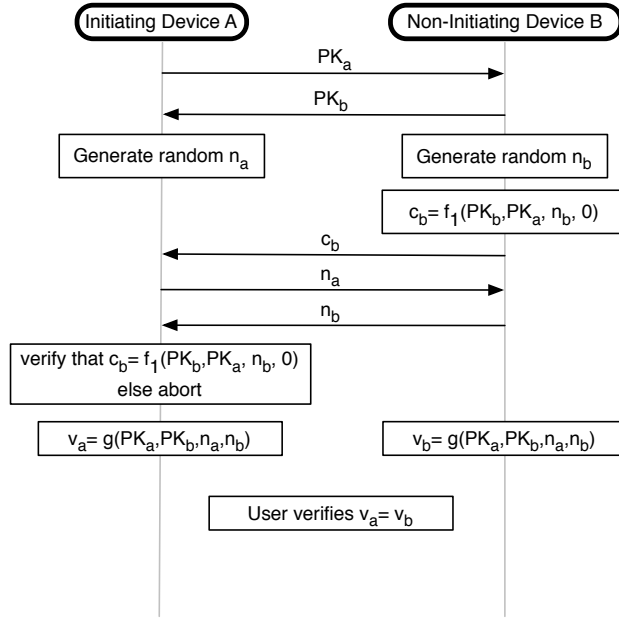 Initiating Device A
Non-Initiating Device B
PKa
PKb
Generate random na
Generate random nb
cb= f1(PKb,PKa, nb, 0)
cb
na
nb
verify that cb= f1(PKb,PKa, nb, 0)
else abort
va= g(PKa,PKb,na,nb)
vb= g(PKa,PKb,na,nb)
User verifies va= vb